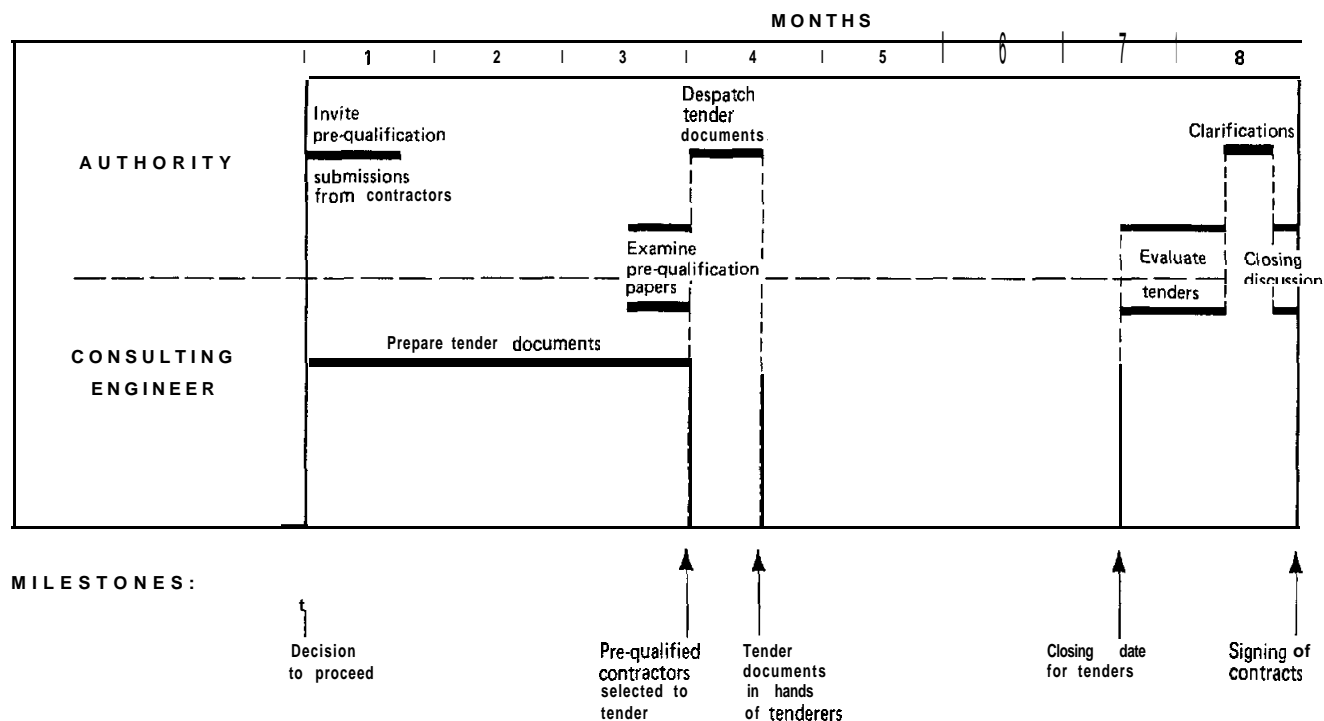 MONTHS
1 2 3 4 5 6 7 8
Invite
pre-qualification
submissions
from contractors
Despatch
tender
documents
Clarifications
AUTHORITY
Examine
pre-qualification
papers
Evaluate
tenders
Closing
discussion
Prepare tender documents
CONSULTING
ENGINEER
MILESTONES:
Decision
to proceed
Pre-qualified
contractors
selected to
tender
Tender
documents
in hands
of tenderers
Closing date
for tenders
Signing of
contracts